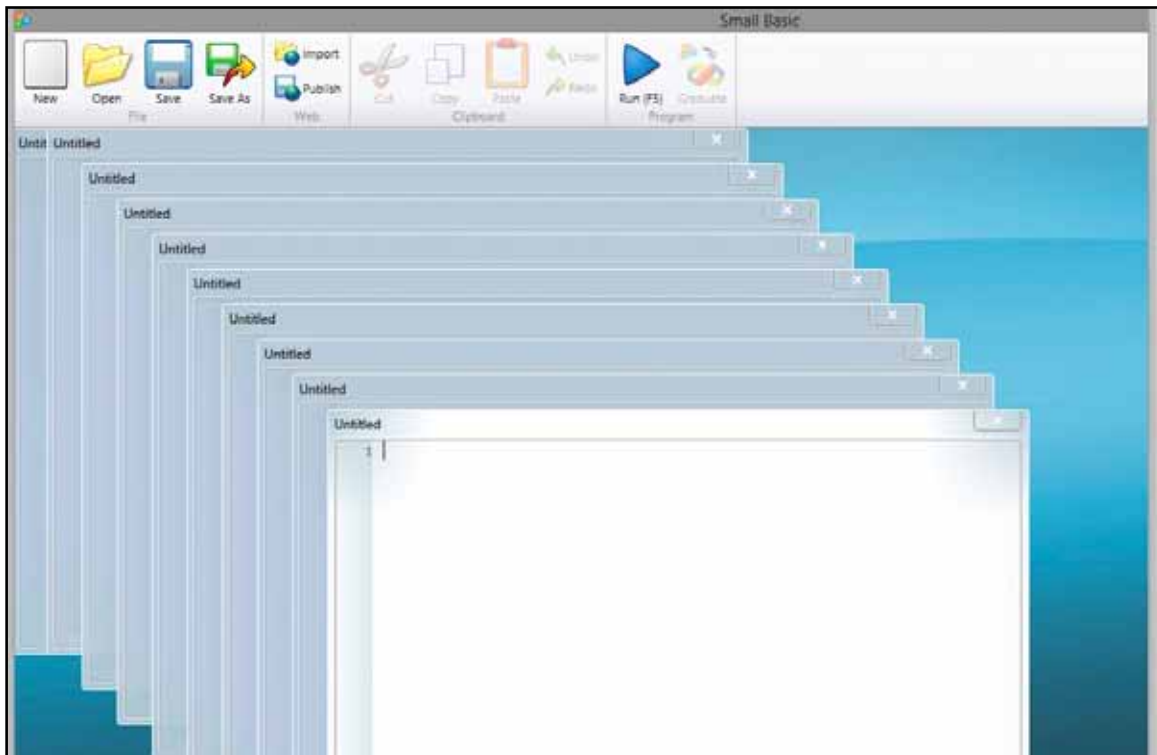 Small Basic
New Open Save Save As Import Publish Cut Copy Paste Undo Redo Run (F5) Graduate
File Web Clipboard Program
Untit Untitled
Untitled
Untitled
Untitled
Untitled
Untitled
Untitled
Untitled
Untitled
1